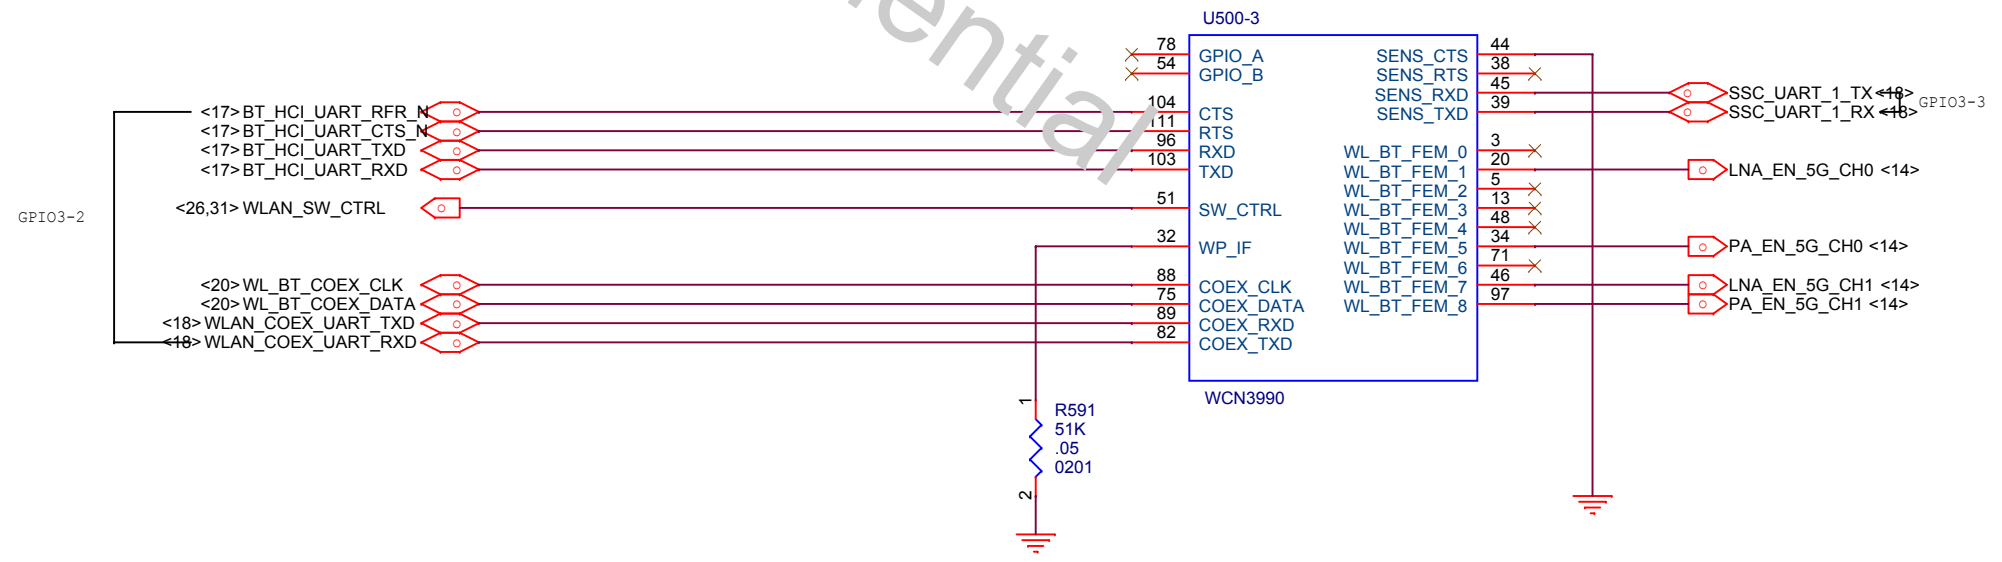 U500-3
78 GPIO_A SENS_CTS 44
54 GPIO_B SENS_RTS 38
SENS_RXD 45 SSC_UART_1_TX <18>
GPIO3-3
<17> BT_HCI_UART_RFR_N 104 CTS SENS_TXD 39 SSC_UART_1_RX <18>
<17> BT_HCI_UART_CTS_N 111 RTS
<17> BT_HCI_UART_TXD 96 RXD WL_BT_FEM_0 3
<17> BT_HCI_UART_RXD 103 TXD WL_BT_FEM_1 20 LNA_EN_5G_CH0 <14>
WL_BT_FEM_2 5
GPIO3-2
<26,31> WLAN_SW_CTRL 51 SW_CTRL WL_BT_FEM_3 13
WL_BT_FEM_4 48
32 WP_IF WL_BT_FEM_5 34 PA_EN_5G_CH0 <14>
WL_BT_FEM_6 71
<20> WL_BT_COEX_CLK 88 COEX_CLK WL_BT_FEM_7 46 LNA_EN_5G_CH1 <14>
<20> WL_BT_COEX_DATA 75 COEX_DATA WL_BT_FEM_8 97 PA_EN_5G_CH1 <14>
<18> WLAN_COEX_UART_TXD 89 COEX_RXD
<18> WLAN_COEX_UART_RXD 82 COEX_TXD
WCN3990
1
R591
51K
.05
0201
2
ential